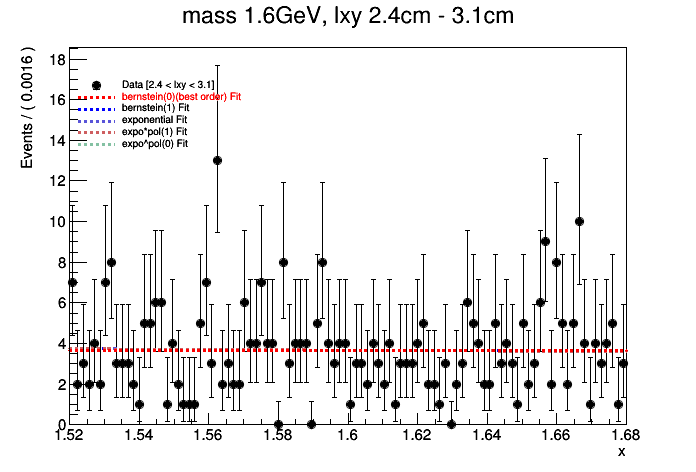 mass 1.6GeV, lxy 2.4cm - 3.1cm
Events / ( 0.0016 )
18
16
14
12
10
8
6
4
2
0
Data [2.4 < lxy < 3.1]
bernstein(0)(best order) Fit
bernstein(1) Fit
exponential Fit
expo*pol(1) Fit
expo^pol(0) Fit
1.52 1.54 1.56 1.58 1.6 1.62 1.64 1.66 1.68
x